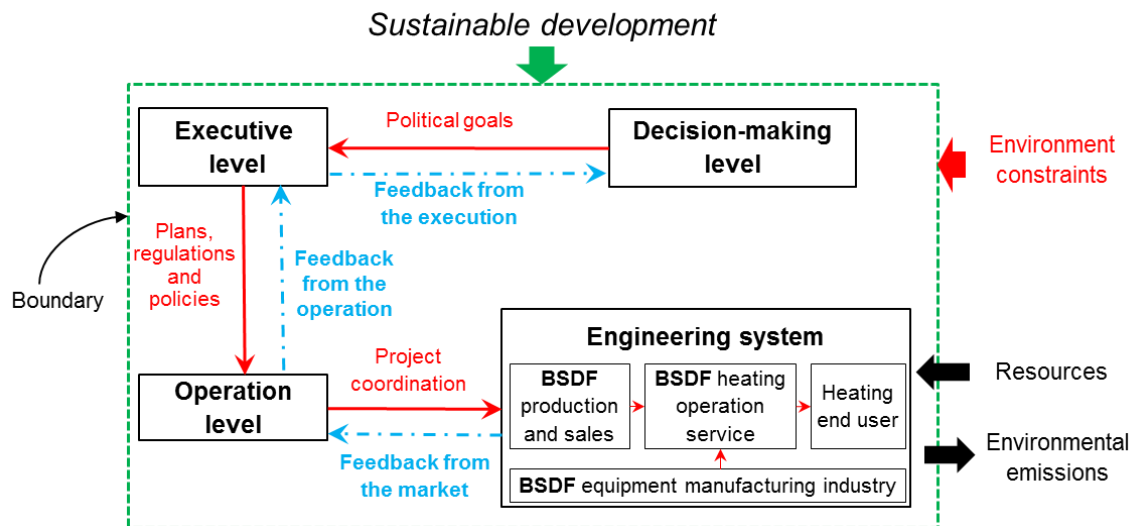 Sustainable development
Executive
level
Political goals
Decision-making
level
Environment
constraints
Feedback from
the execution
Plans,
regulations
and
policies
Feedback
from the
operation
Boundary
Engineering system
Project
coordination
Operation
level
BSDF
production
and sales
BSDF heating
operation
service
Heating
end user
Resources
Feedback from
the market
BSDF equipment manufacturing industry
Environmental
emissions